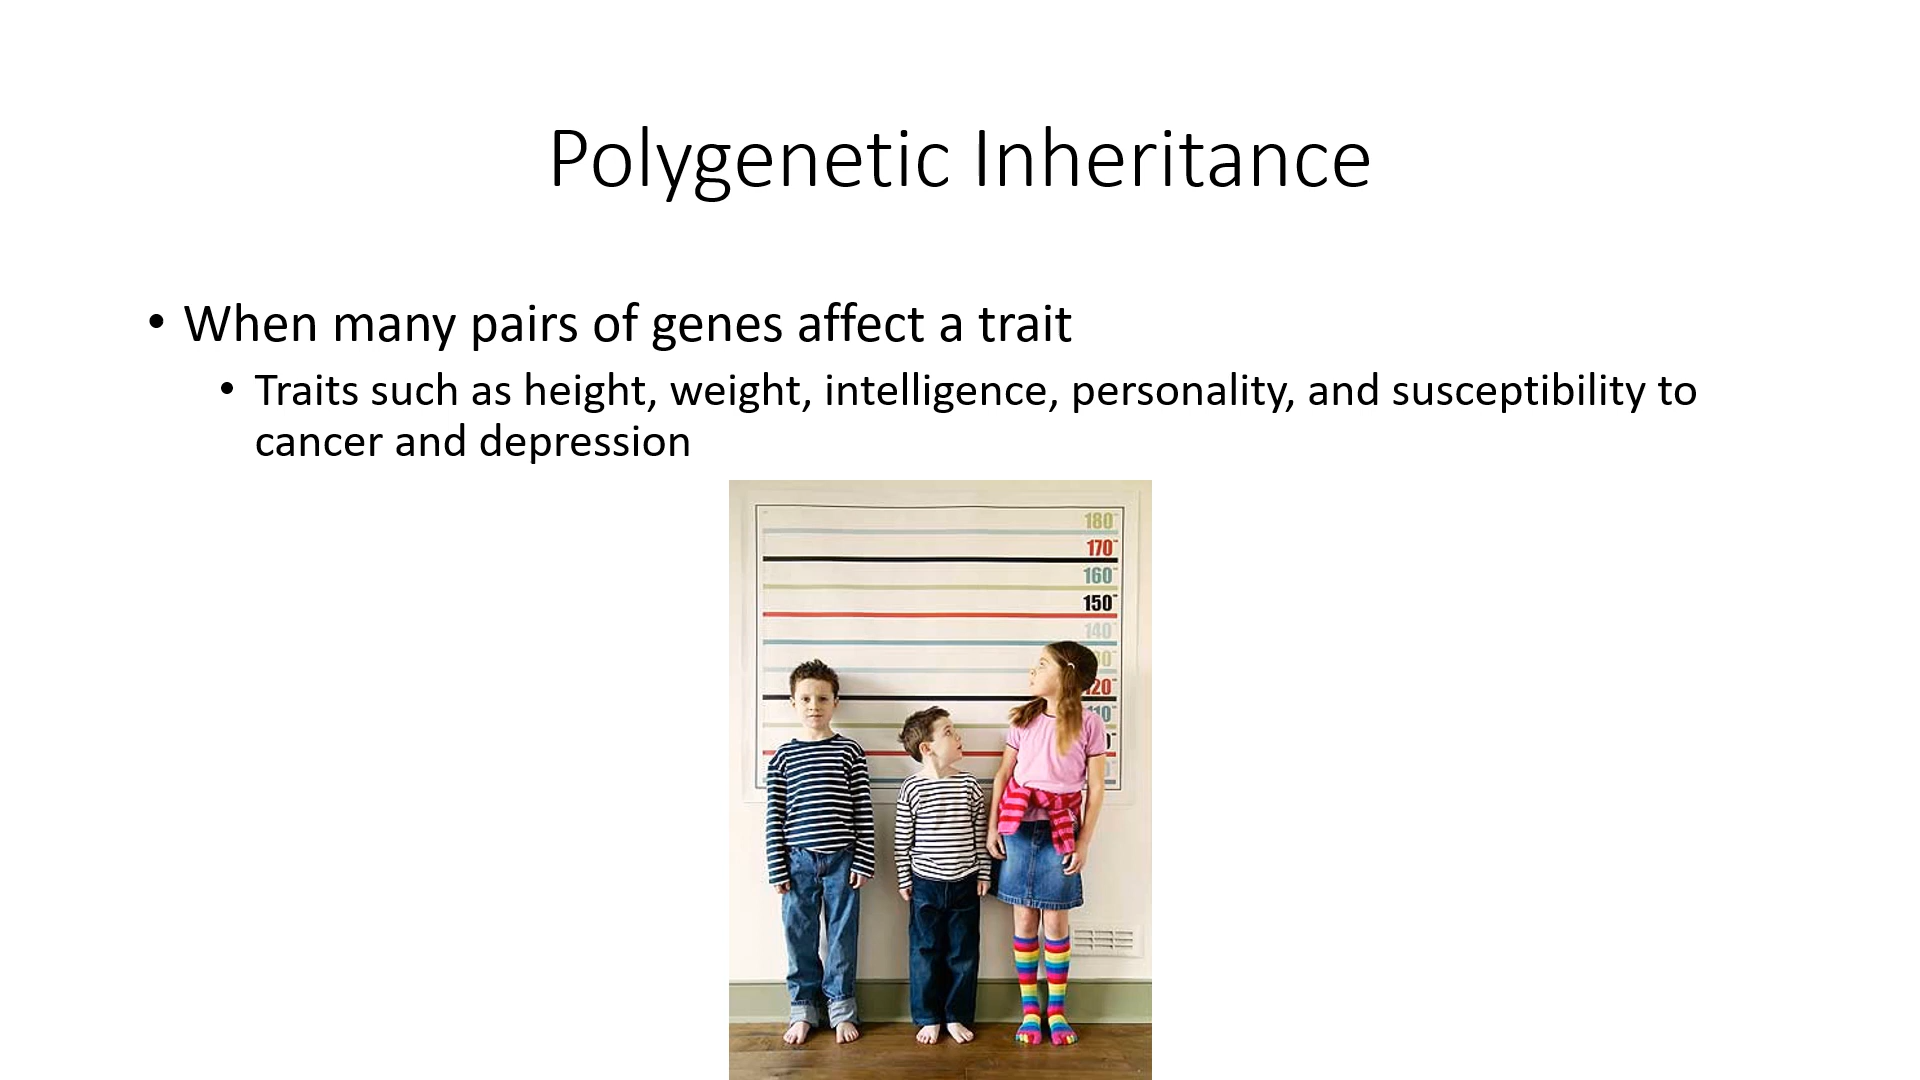 Polygenetic Inheritance
• When many pairs of genes affect a trait
• Traits such as height, weight, intelligence, personality, and susceptibility to
cancer and depression
180
170
160
150
140
110